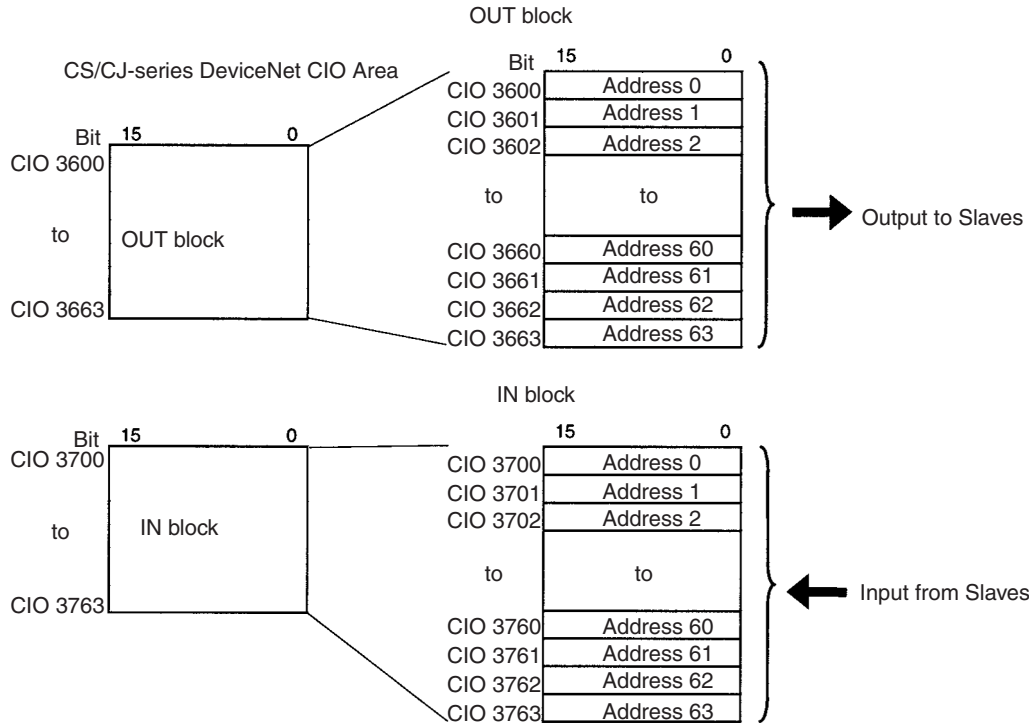 OUT block
CS/CJ-series DeviceNet CIO Area
Bit 15 0
CIO 3600
to
CIO 3663
OUT block
Bit 15 0
CIO 3600 Address 0
CIO 3601 Address 1
CIO 3602 Address 2
to to
CIO 3660 Address 60
CIO 3661 Address 61
CIO 3662 Address 62
CIO 3663 Address 63
Output to Slaves
IN block
Bit 15 0
CIO 3700
to
CIO 3763
IN block
15 0
CIO 3700 Address 0
CIO 3701 Address 1
CIO 3702 Address 2
to to
CIO 3760 Address 60
CIO 3761 Address 61
CIO 3762 Address 62
CIO 3763 Address 63
Input from Slaves